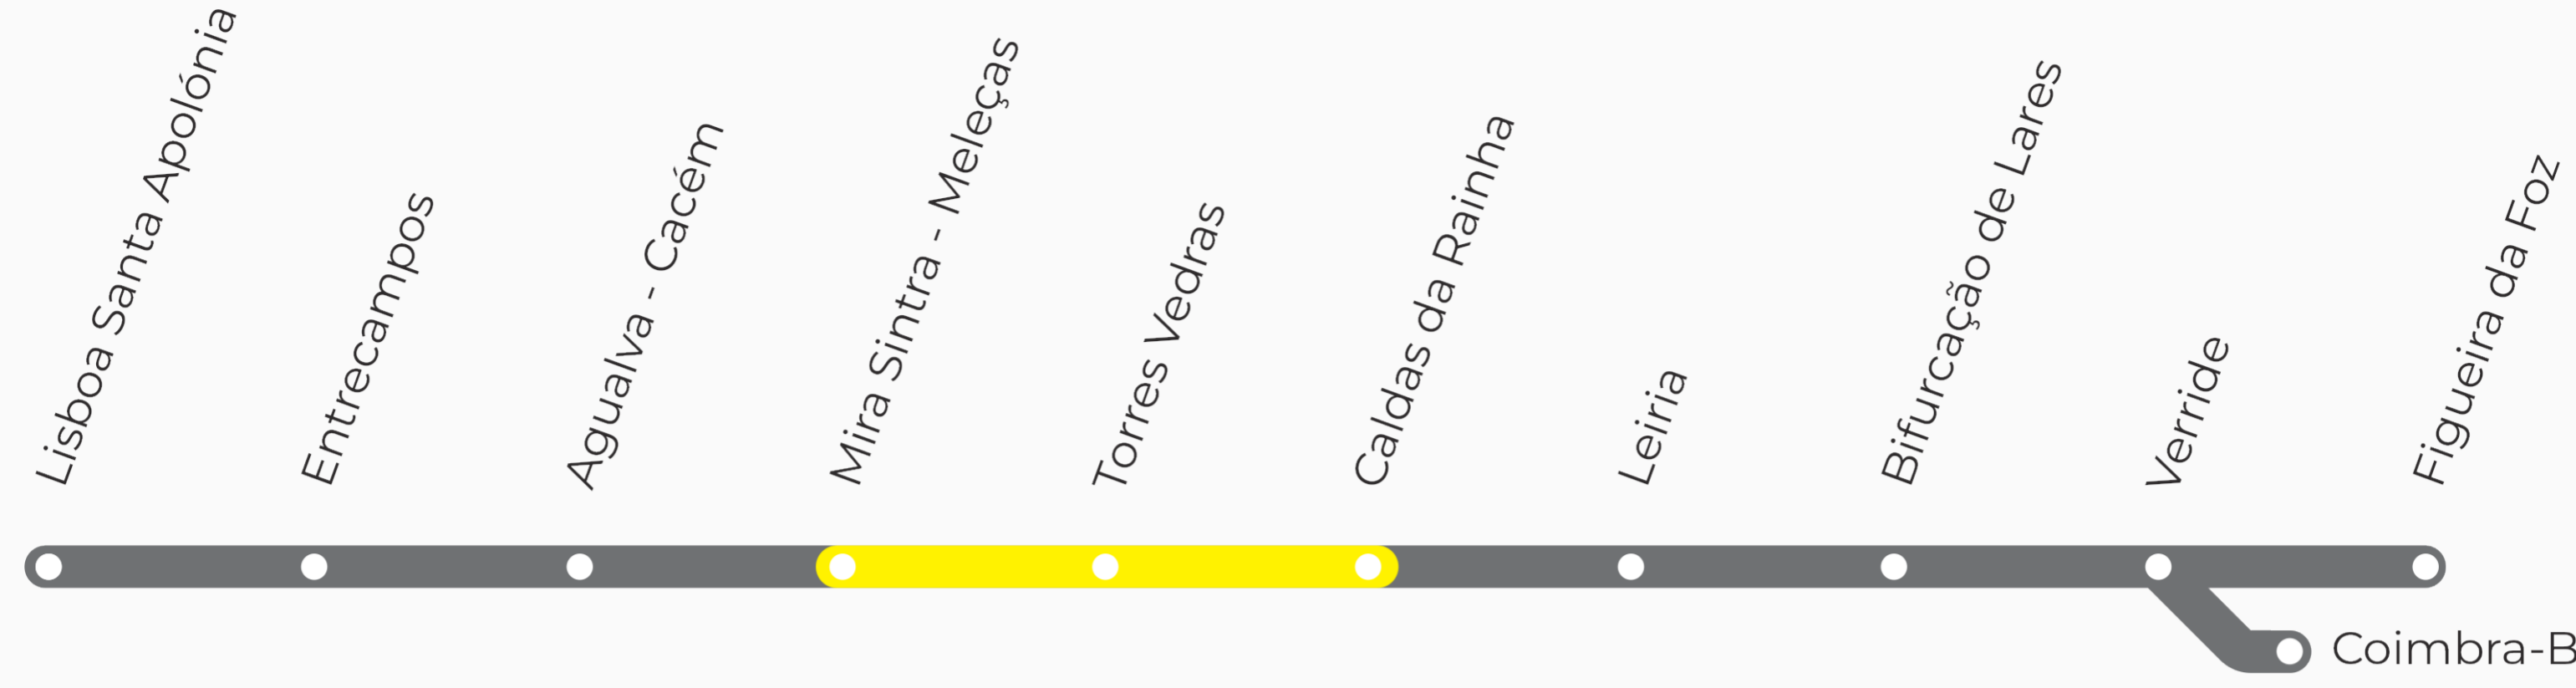 Lisboa Santa Apolónia
Entrecampos
Agualva - Cacém
Mira Sintra - Meleças
Torres Vedras
Caldas da Rainha
Leiria
Bifurcação de Lares
Verride
Figueira da Foz
Coimbra-B